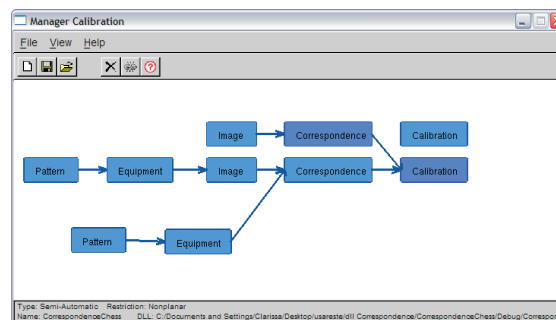 Manager Calibration
File View Help
Image Correspondence Calibration
Pattern Equipment Image Correspondence Calibration
Pattern Equipment
Type: Semi-Automatic Restriction: Nonplanar
Name: CorrespondenceChess DLL: C:/Documents and Settings/Clarissa/Desktop/usareste/dll Correspondence/CorrespondenceChess/Debug/Correspo